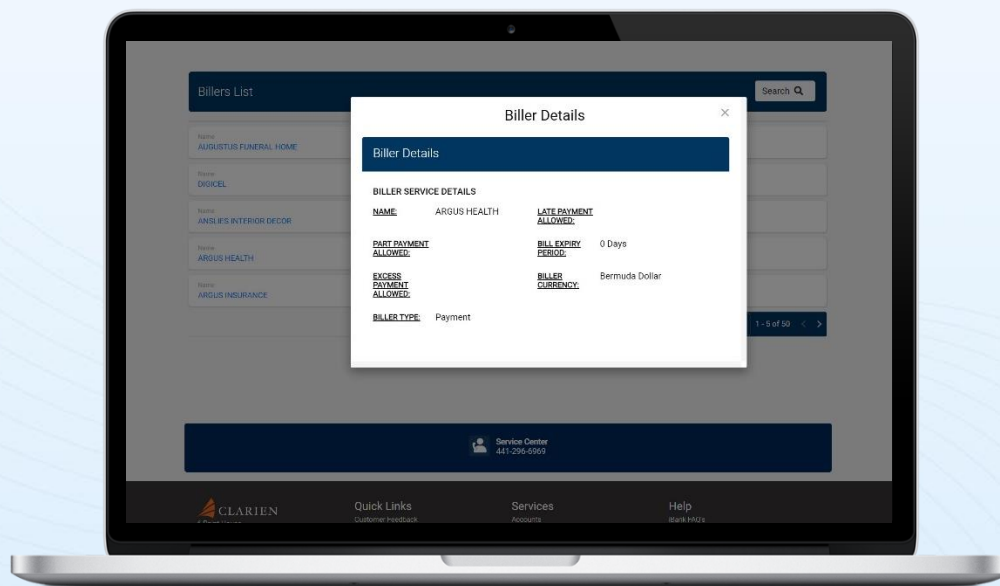 Billers List
Search
Biller Details
Biller Details
Name
AUGUSTUS FUNERAL HOME
Name
DIGICEL
Name
ANSLIES INTERIOR DECOR
Name
ARGUS HEALTH
Name
ARGUS INSURANCE
BILLER SERVICE DETAILS
NAME: ARGUS HEALTH
LATE PAYMENT
ALLOWED:
PART PAYMENT
ALLOWED:
BILL EXPIRY
PERIOD:
0 Days
EXCESS
PAYMENT
ALLOWED:
BILLER
CURRENCY:
Bermuda Dollar
BILLER TYPE: Payment
1 - 5 of 50
Service Center
441-296-6969
CLARIEN
Quick Links
Customer Feedback
Services
Accounts
Help
iBank FAQ's